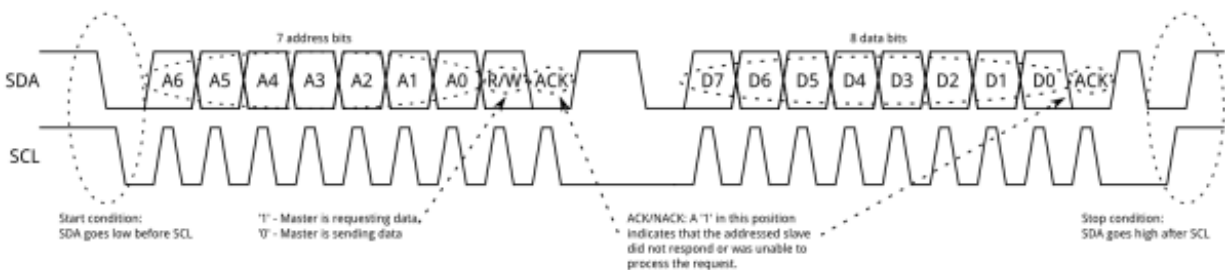 7 address bits
8 data bits
SDA
A6 A5 A4 A3 A2 A1 A0 R/W ACK
D7 D6 D5 D4 D3 D2 D1 D0 ACK
SCL
Start condition:
SDA goes low before SCL
'1' - Master is requesting data,
'0' - Master is sending data
ACK/NACK: A '1' in this position
indicates that the addressed slave
did not respond or was unable to
process the request.
Stop condition:
SDA goes high after SCL